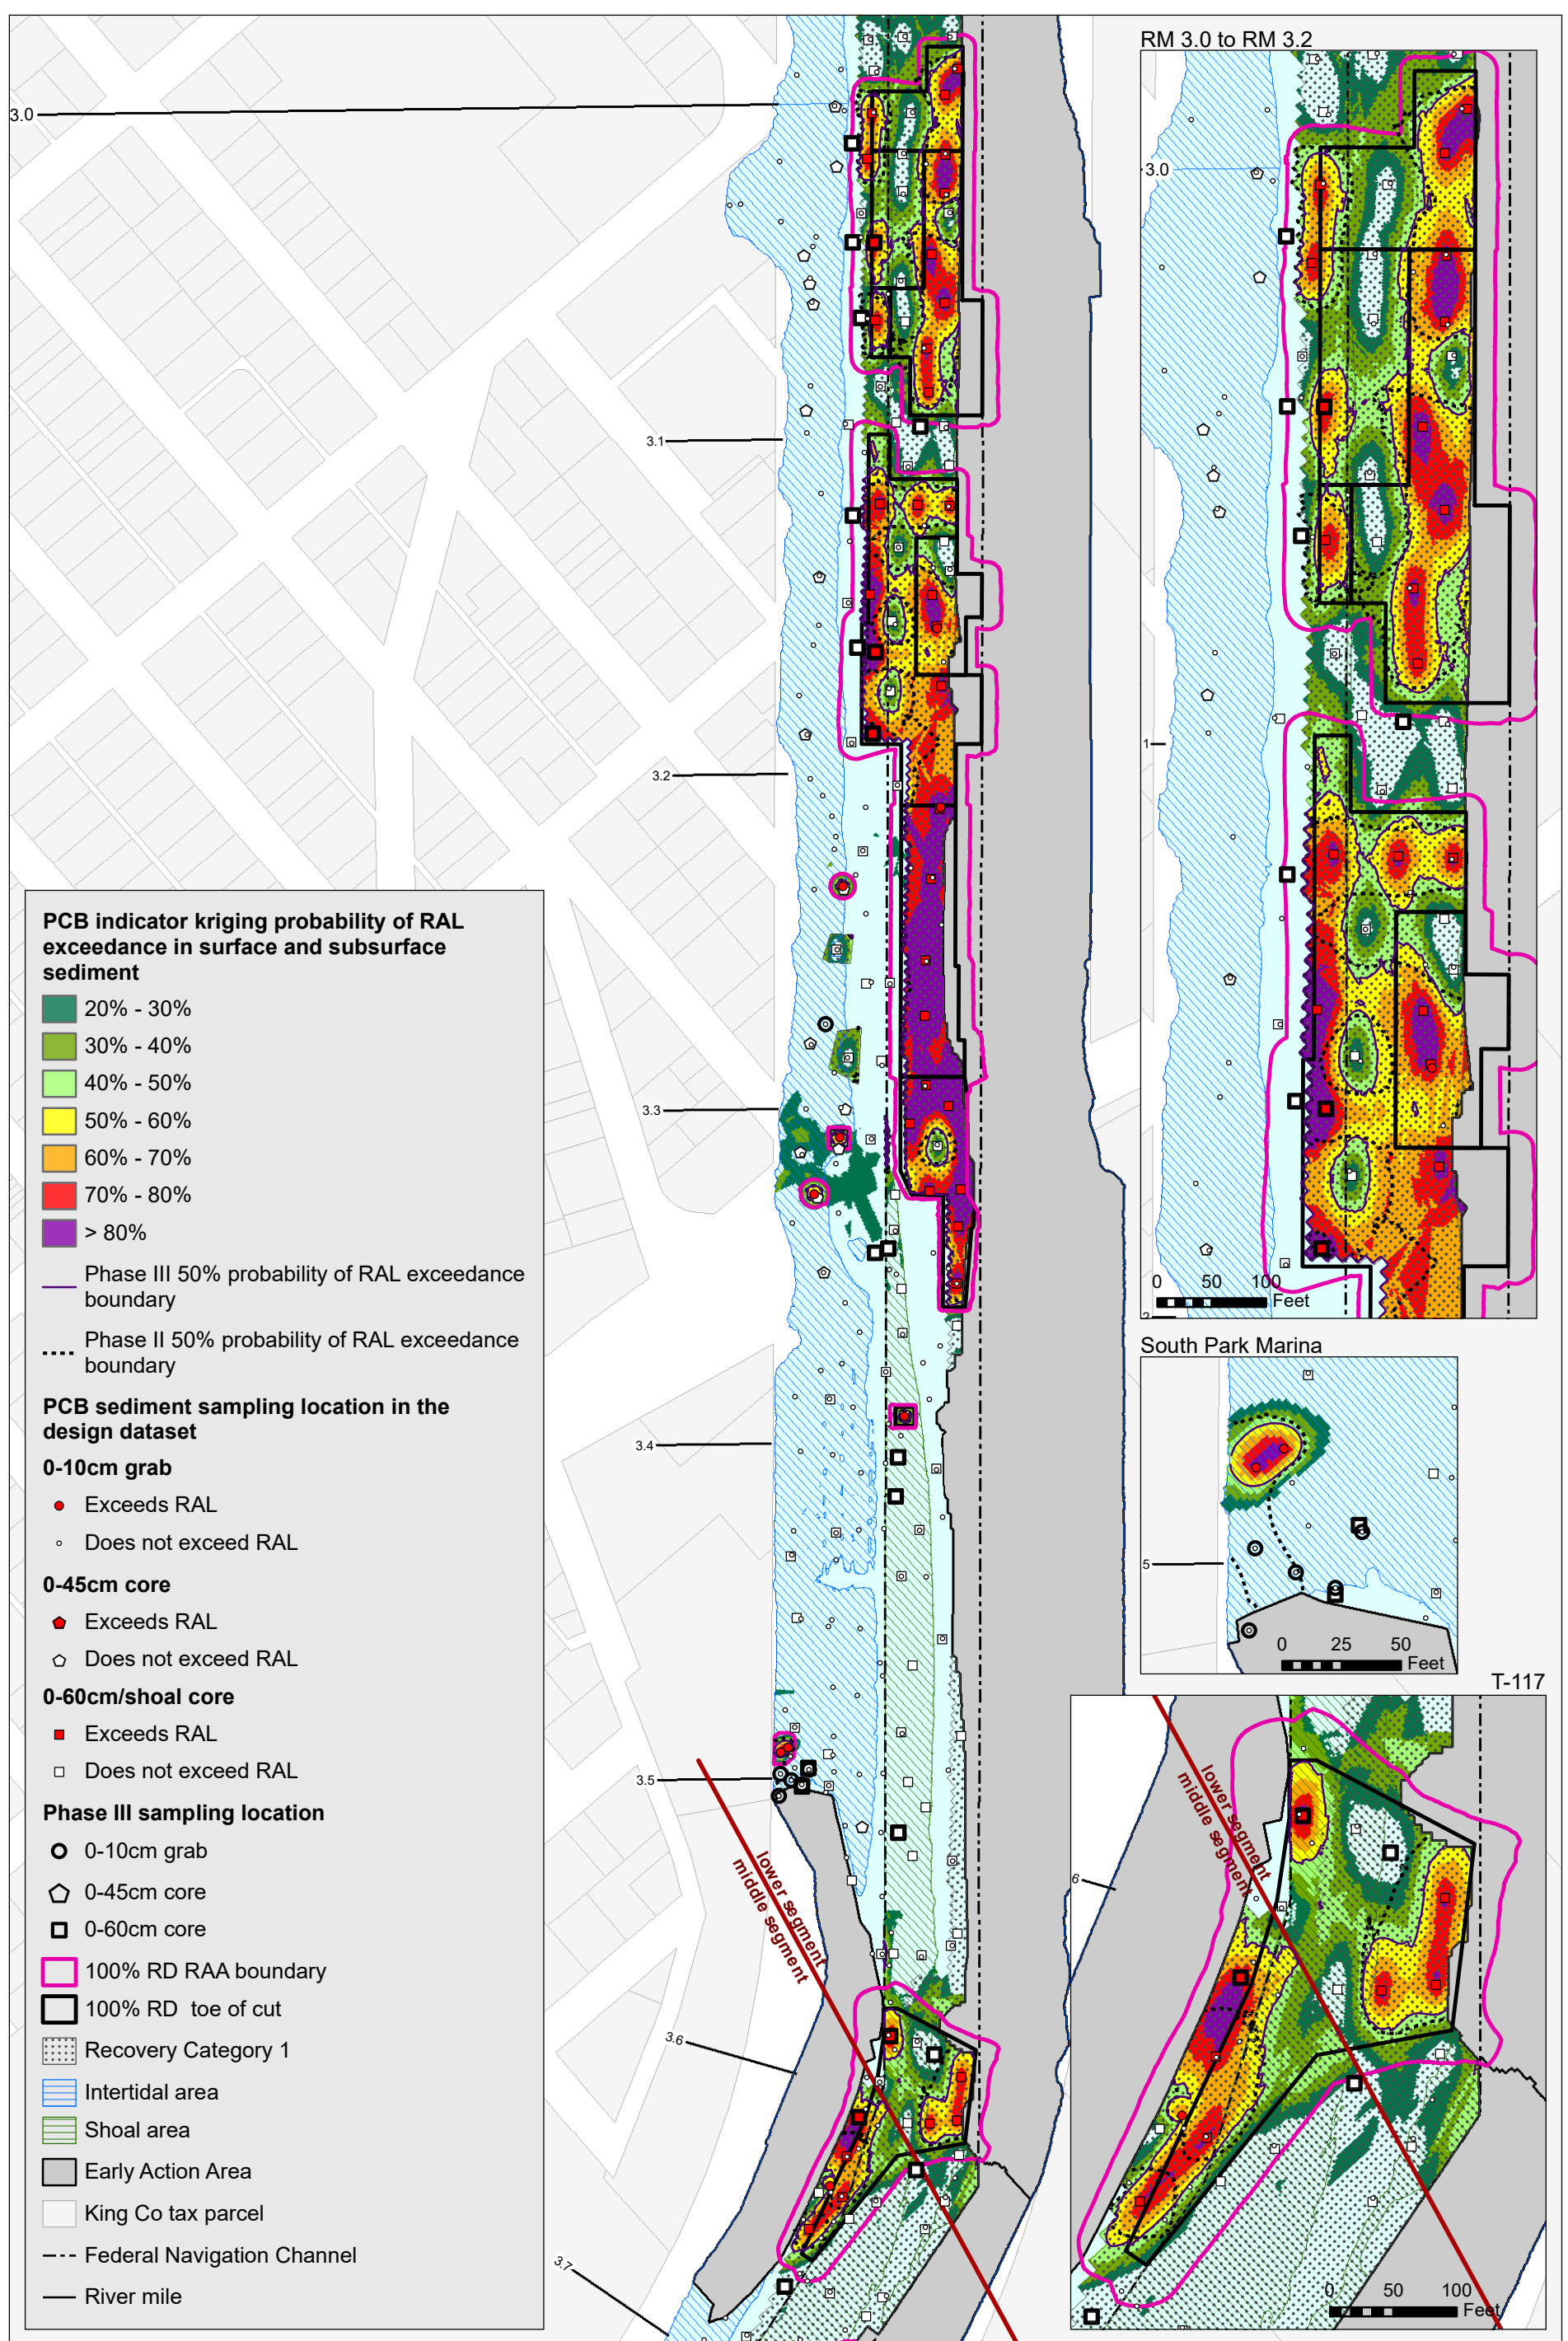 RM 3.0 to RM 3.2
3.0
3.1
3.2
3.3
3.4
3.5
3.6
3.7
lower segment
middle segment
PCB indicator kriging probability of RAL
exceedance in surface and subsurface
sediment
20% - 30%
30% - 40%
40% - 50%
50% - 60%
60% - 70%
70% - 80%
> 80%
Phase III 50% probability of RAL exceedance
boundary
Phase II 50% probability of RAL exceedance
boundary
PCB sediment sampling location in the
design dataset
0-10cm grab
Exceeds RAL
Does not exceed RAL
0-45cm core
Exceeds RAL
Does not exceed RAL
0-60cm/shoal core
Exceeds RAL
Does not exceed RAL
Phase III sampling location
0-10cm grab
0-45cm core
0-60cm core
100% RD RAA boundary
100% RD toe of cut
Recovery Category 1
Intertidal area
Shoal area
Early Action Area
King Co tax parcel
Federal Navigation Channel
River mile
3.0
1
0 50 100
Feet
South Park Marina
5
0 25 50
Feet
T-117
lower segment
middle segment
6
0 50 100
Feet